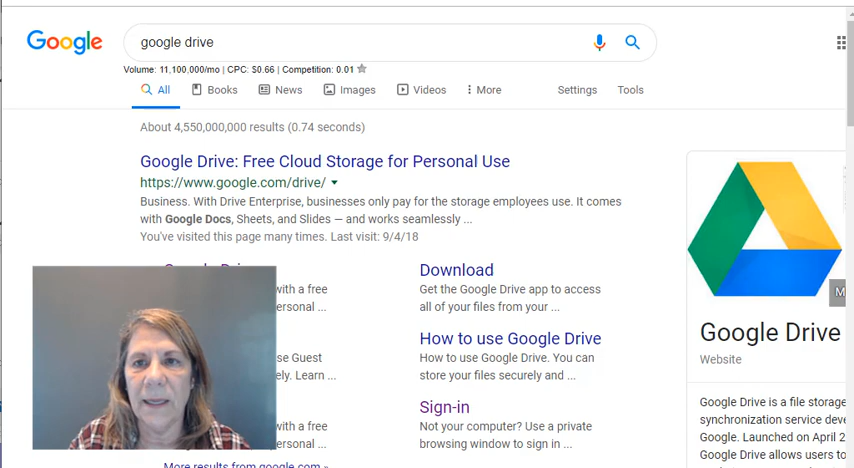 Google
google drive
Volume: 11,100,000/mo | CPC: $0.66 | Competition: 0.01
All Books News Images Videos More Settings Tools
About 4,550,000,000 results (0.74 seconds)
Google Drive: Free Cloud Storage for Personal Use
https://www.google.com/drive/
Business. With Drive Enterprise, businesses only pay for the storage employees use. It comes
with Google Docs, Sheets, and Slides — and works seamlessly ...
You've visited this page many times. Last visit: 9/4/18
with a free
ersonal ...
se Guest
ely. Learn ...
with a free
ersonal ...
More results from google.com »
Download
Get the Google Drive app to access
all of your files from your ...
How to use Google Drive
How to use Google Drive. You can
store your files securely and ...
Sign-in
Not your computer? Use a private
browsing window to sign in ...
M
Google Drive
Website
Google Drive is a file storage
synchronization service deve
Google. Launched on April 2
Google Drive allows users to